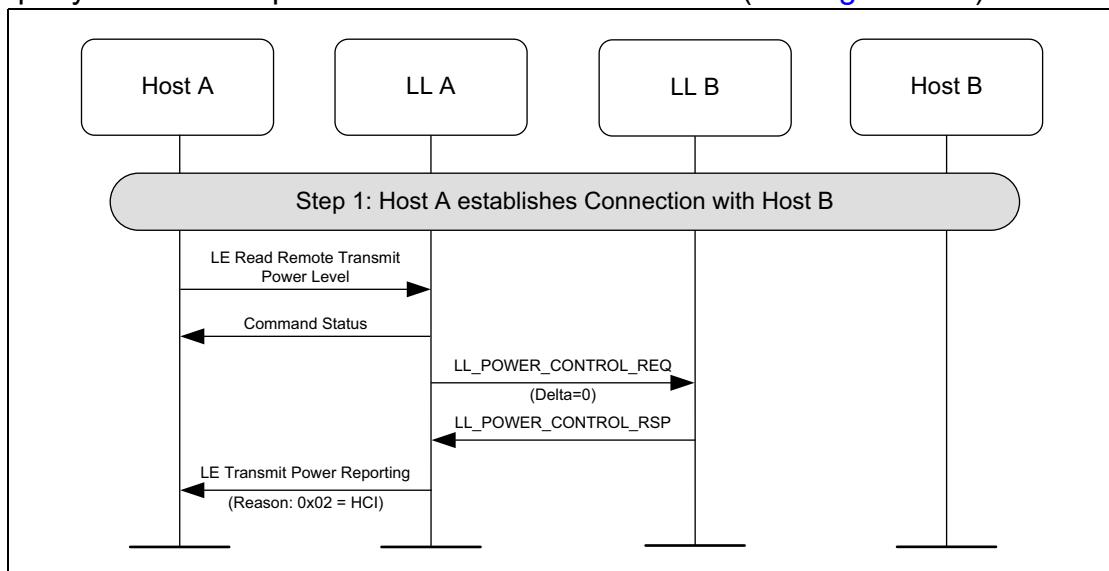 Host A
LL A
LL B
Host B
Step 1: Host A establishes Connection with Host B
LE Read Remote Transmit
Power Level
Command Status
LL_POWER_CONTROL_REQ
(Delta=0)
LL_POWER_CONTROL_RSP
LE Transmit Power Reporting
(Reason: 0x02 = HCI)